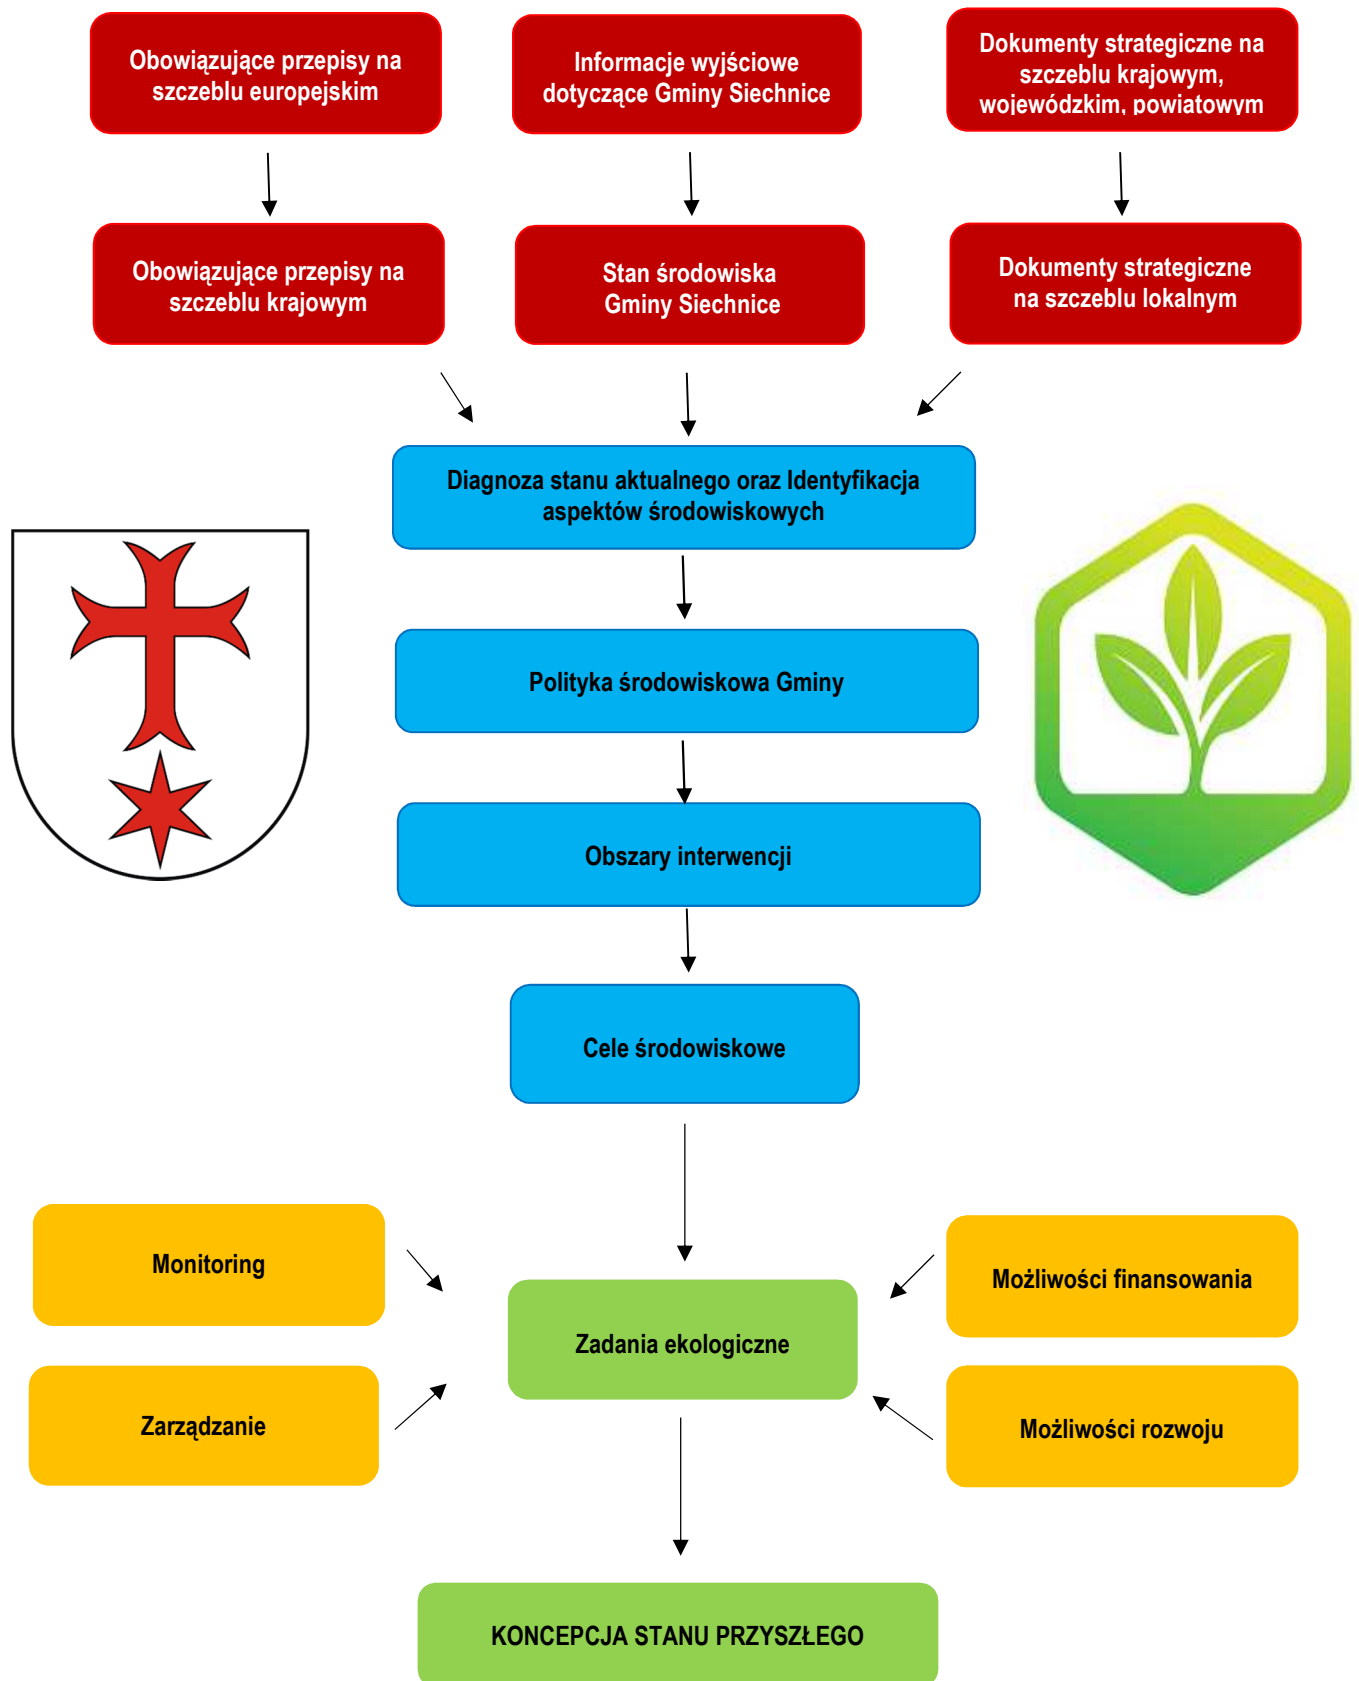 Obowiązujące przepisy na
szczeblu europejskim
Informacje wyjściowe
dotyczące Gminy Siechnice
Dokumenty strategiczne na
szczeblu krajowym,
wojewódzkim, powiatowym
Obowiązujące przepisy na
szczeblu krajowym
Stan środowiska
Gminy Siechnice
Dokumenty strategiczne
na szczeblu lokalnym
Diagnoza stanu aktualnego oraz Identyfikacja
aspektów środowiskowych
Polityka środowiskowa Gminy
Obszary interwencji
Cele środowiskowe
Monitoring
Możliwości finansowania
Zadania ekologiczne
Zarządzanie
Możliwości rozwoju
KONCEPCJA STANU PRZYSZŁEGO